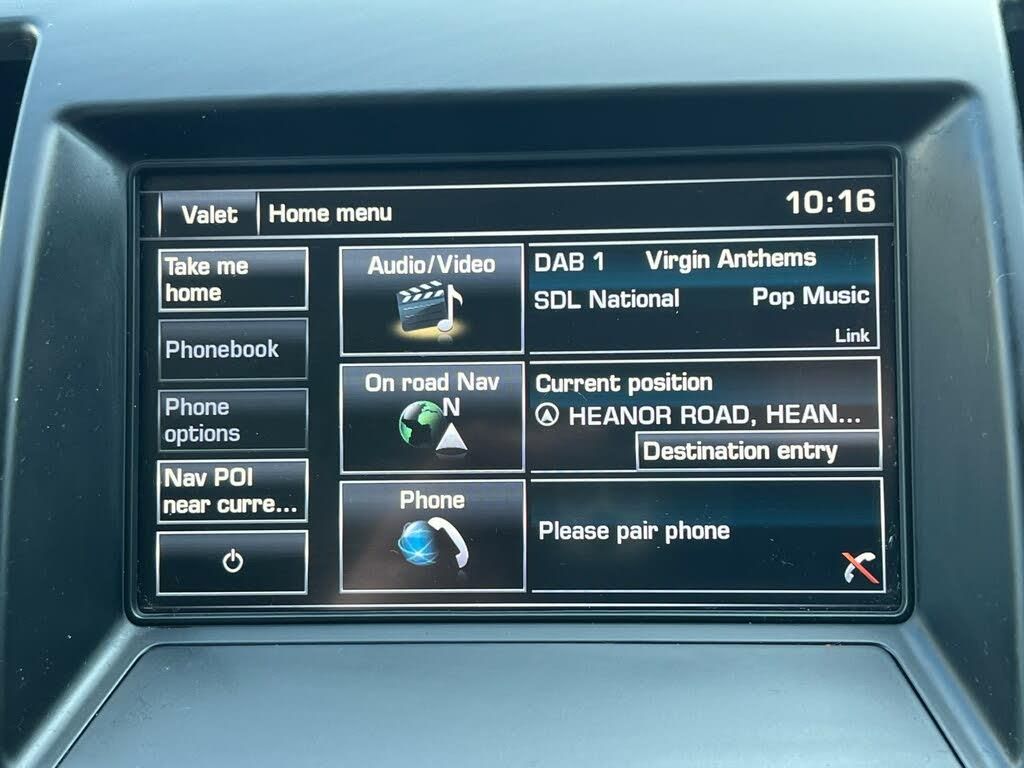 Valet
Home menu
10:16
Take me
home
Phonebook
Phone
options
Nav POI
near curre...
Audio/Video
DAB 1
Virgin Anthems
SDL National
Pop Music
Link
On road Nav
N
Current position
HEANOR ROAD, HEAN...
Destination entry
Phone
Please pair phone